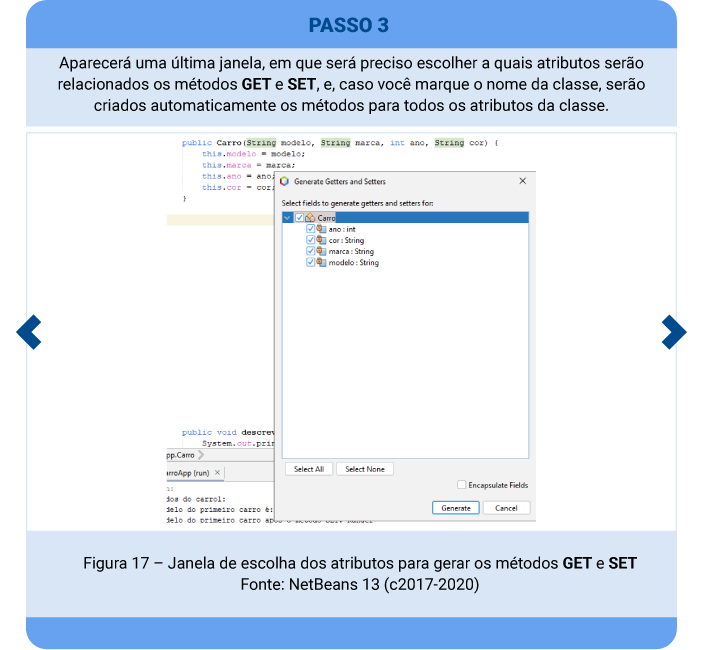 PASSO 3
Aparecerá uma última janela, em que será preciso escolher a quais atributos serão
relacionados os métodos GET e SET, e, caso você marque o nome da classe, serão
criados automaticamente os métodos para todos os atributos da classe.
public Carro(String modelo, String marca, int ano, String cor) {
this.modelo = modelo;
this.marca = marca;
this.ano = ano;
this.cor = cor;
}
Generate Getters and Setters
Select fields to generate getters and setters for:
Carro
ano : int
cor : String
marca : String
modelo : String
public void descrev
System.out.prin
pp.Carro
Select All Select None
rroApp (run)
Encapsulate Fields
dos do carro1:
delo do primeiro carro é:
Generate Cancel
delo do primeiro carro
Figura 17 – Janela de escolha dos atributos para gerar os métodos GET e SET
Fonte: NetBeans 13 (c2017-2020)